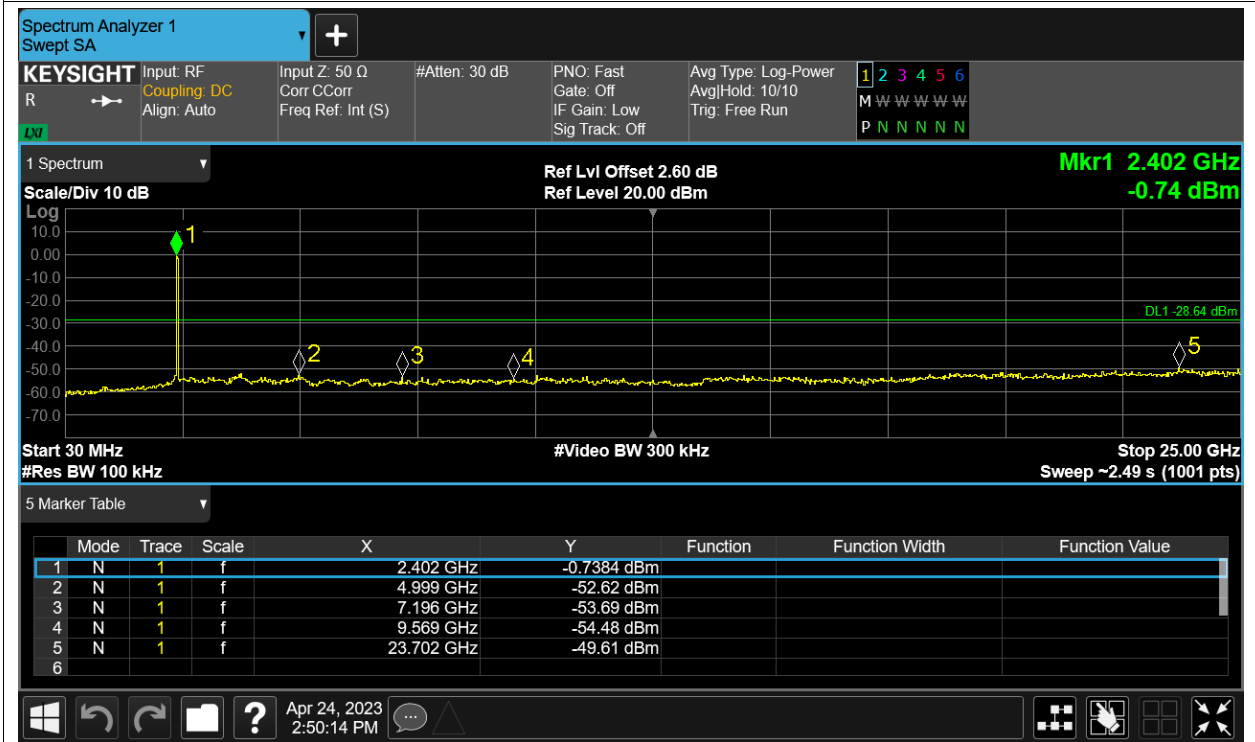 Spectrum Analyzer 1
Swept SA
+
KEYSIGHT Input: RF Input Z: 50 Ω #Atten: 30 dB PNO: Fast Avg Type: Log-Power 1 2 3 4 5 6
R Coupling: DC Corr CCorr Gate: Off Avg|Hold: 10/10 M W W W W W
Align: Auto Freq Ref: Int (S) IF Gain: Low Trig: Free Run
LXI Sig Track: Off P N N N N N
1 Spectrum Ref Lvl Offset 2.60 dB Mkr1 2.402 GHz
Scale/Div 10 dB Ref Level 20.00 dBm -0.74 dBm
Log
10.0 1
0.00
-10.0
-20.0
DL1 -28.64 dBm
-30.0
-40.0 2 3 4 5
-50.0
-60.0
-70.0
Start 30 MHz #Video BW 300 kHz Stop 25.00 GHz
#Res BW 100 kHz Sweep ~2.49 s (1001 pts)
5 Marker Table
Mode Trace Scale X Y Function Function Width Function Value
1 N 1 f 2.402 GHz -0.7384 dBm
2 N 1 f 4.999 GHz -52.62 dBm
3 N 1 f 7.196 GHz -53.69 dBm
4 N 1 f 9.569 GHz -54.48 dBm
5 N 1 f 23.702 GHz -49.61 dBm
6
? Apr 24, 2023
2:50:14 PM